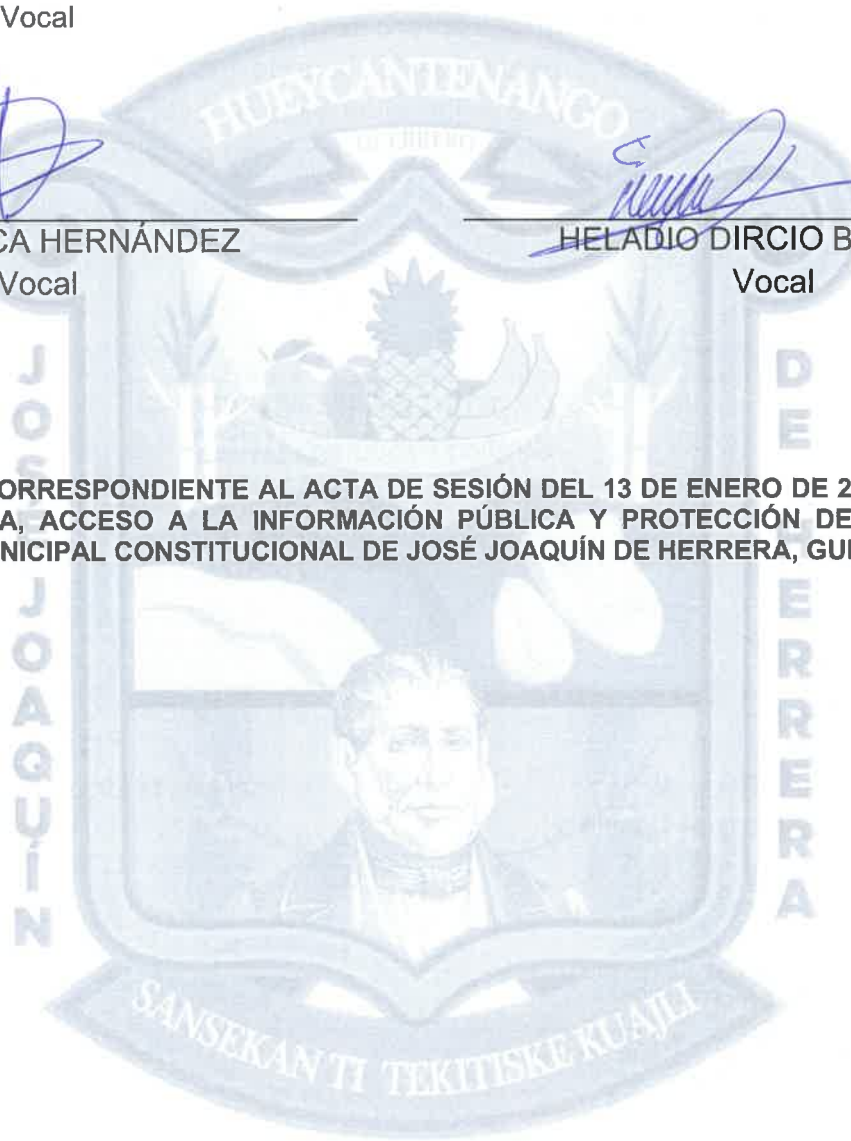 Vocal
HUEYCANTENANGO
CA HERNÁNDEZ
Vocal
HELADIO DIRCIO B
Vocal
ORRESPONDIENTE AL ACTA DE SESIÓN DEL 13 DE ENERO DE 2
A, ACCESO A LA INFORMACIÓN PÚBLICA Y PROTECCIÓN DE
NICIPAL CONSTITUCIONAL DE JOSÉ JOAQUÍN DE HERRERA, GUE
JOSÉ JOAQUÍN
DE HERRERA
SANSEKAN TI TEKITISKE KUAJLI